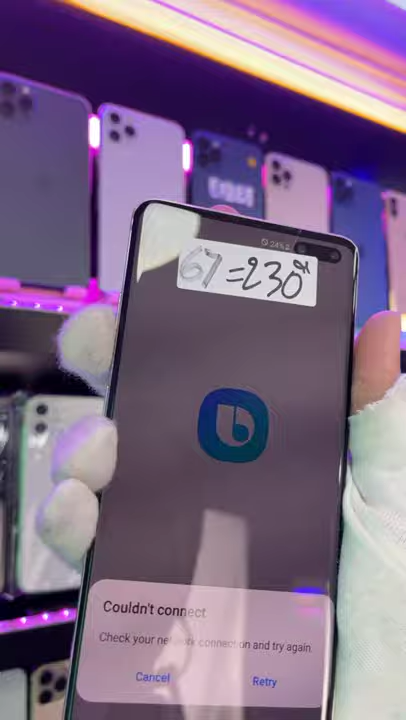 67=230
Couldn't connect
Check your network connection and try again.
Cancel
Retry